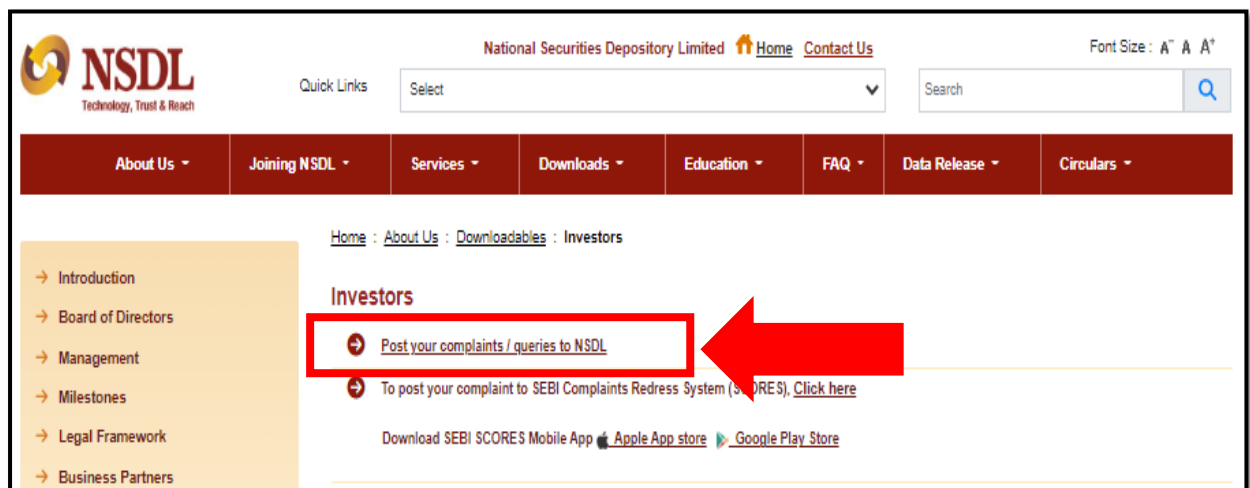 NSDL
Technology, Trust & Reach
National Securities Depository Limited Home Contact Us
Font Size : A- A A+
Quick Links
Select
Search
About Us
Joining NSDL
Services
Downloads
Education
FAQ
Data Release
Circulars
Home : About Us : Downloadables : Investors
Introduction
Board of Directors
Management
Milestones
Legal Framework
Business Partners
Investors
Post your complaints / queries to NSDL
To post your complaint to SEBI Complaints Redress System (SCORES), Click here
Download SEBI SCORES Mobile App Apple App store Google Play Store